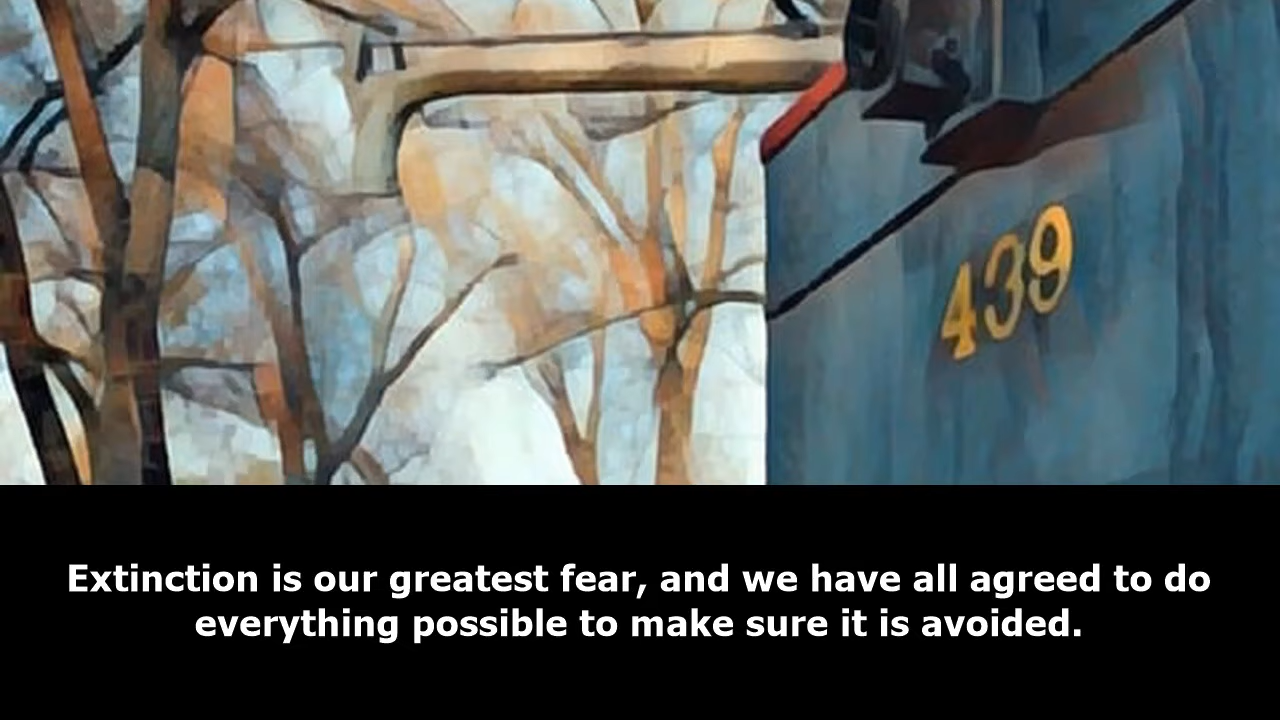 439
Extinction is our greatest fear, and we have all agreed to do
everything possible to make sure it is avoided.